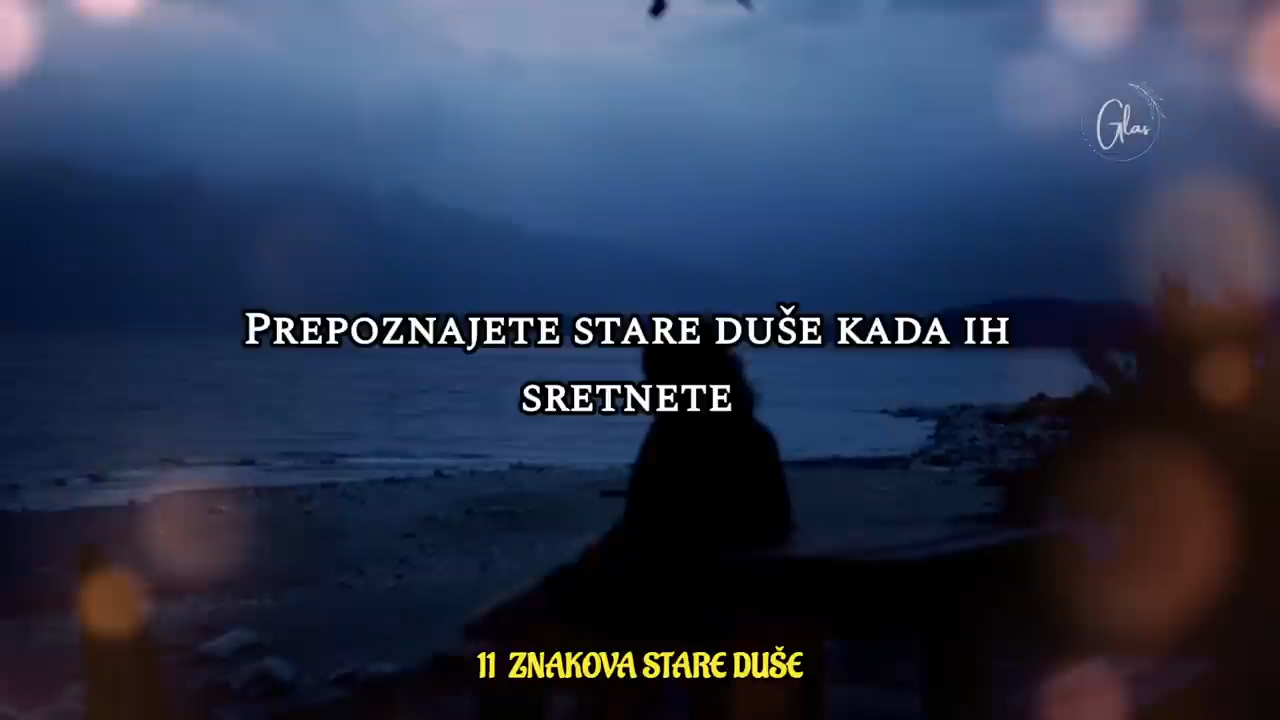 Glas
PREPOZNAJETE STARE DUŠE KADA IH
SRETNETE
11 ZNAKOVA STARE DUŠE